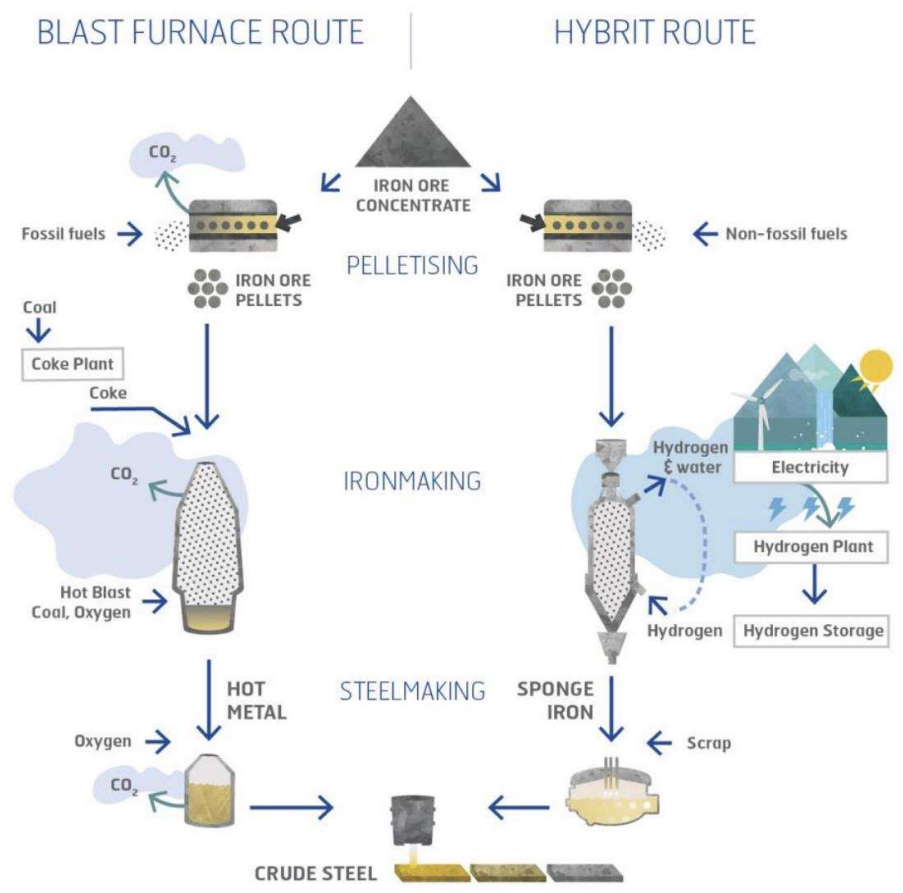 BLAST FURNACE ROUTE
HYBRIT ROUTE
CO2
IRON ORE
CONCENTRATE
Fossil fuels
Non-fossil fuels
PELLETISING
IRON ORE
PELLETS
IRON ORE
PELLETS
Coal
Coke Plant
Coke
CO2
IRONMAKING
Hydrogen
& water
Electricity
Hydrogen Plant
Hot Blast
Coal, Oxygen
Hydrogen
Hydrogen Storage
HOT
METAL
STEELMAKING
SPONGE
IRON
Oxygen
Scrap
CO2
CRUDE STEEL